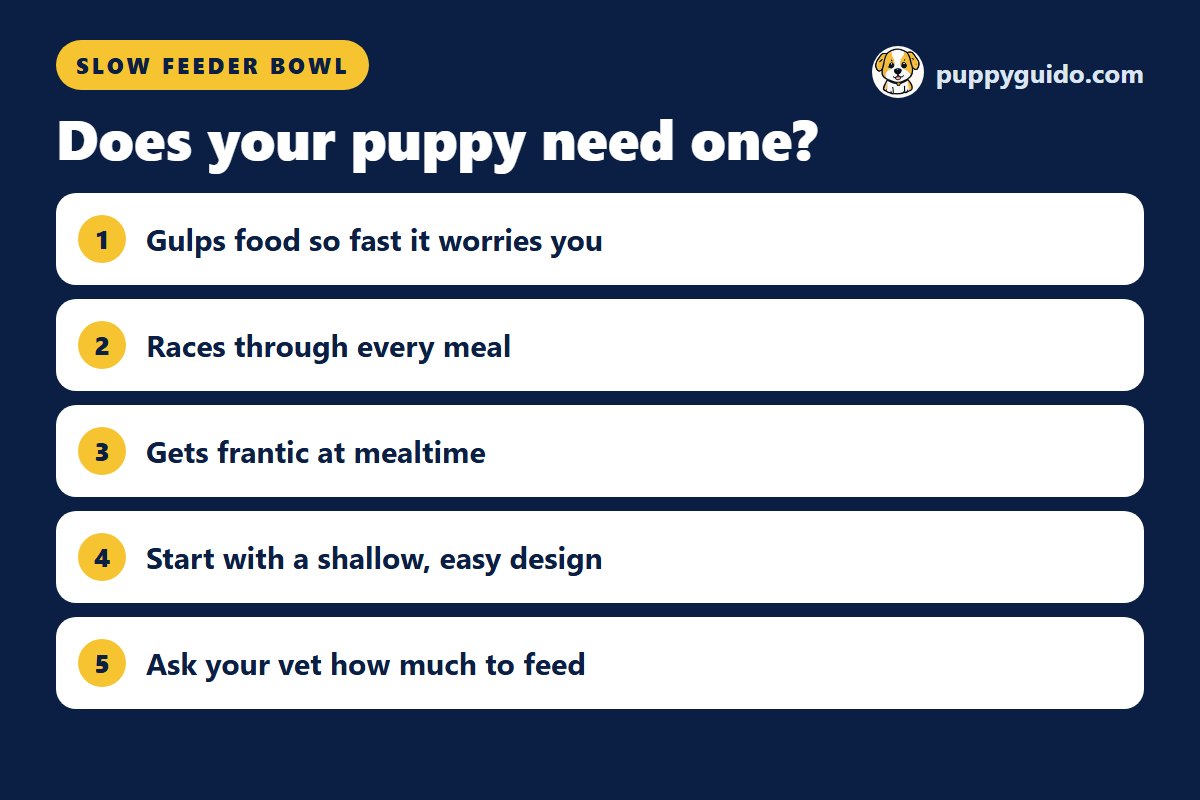 SLOW FEEDER BOWL
puppyguido.com
Does your puppy need one?
1 Gulps food so fast it worries you
2 Races through every meal
3 Gets frantic at mealtime
4 Start with a shallow, easy design
5 Ask your vet how much to feed